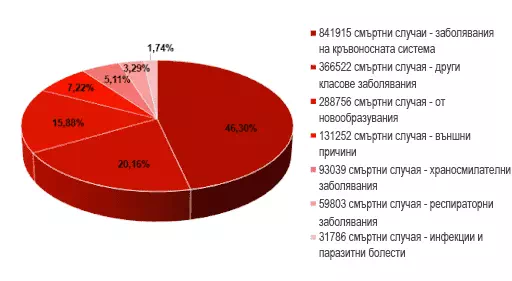 1,74%
3,29%
5,11%
7,22%
15,88%
46,30%
20,16%
841915 смъртни случаи - заболявания
на кръвоносната система
366522 смъртни случая - други
класове заболявания
288756 смъртни случая - от
новообразувания
131252 смъртни случая - външни
причини
93039 смъртни случая - храносмилателни
заболявания
59803 смъртни случая - респираторни
заболявания
31786 смъртни случая - инфекции и
паразитни болести